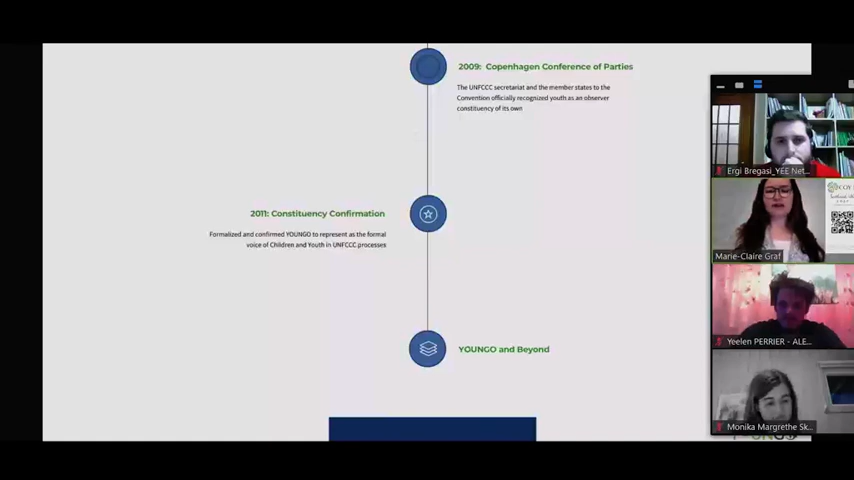 2009: Copenhagen Conference of Parties
The UNFCCC secretariat and the member states to the
Convention officially recognized youth as an observer
constituency of its own
2011: Constituency Confirmation
Formalized and confirmed YOUNGO to represent as the formal
voice of Children and Youth in UNFCCC processes
YOUNGO and Beyond
Ergi Bregasi_YEE Net...
Marie-Claire Graf
Yeelen PERRIER - ALE...
Monika Margrethe Sk...